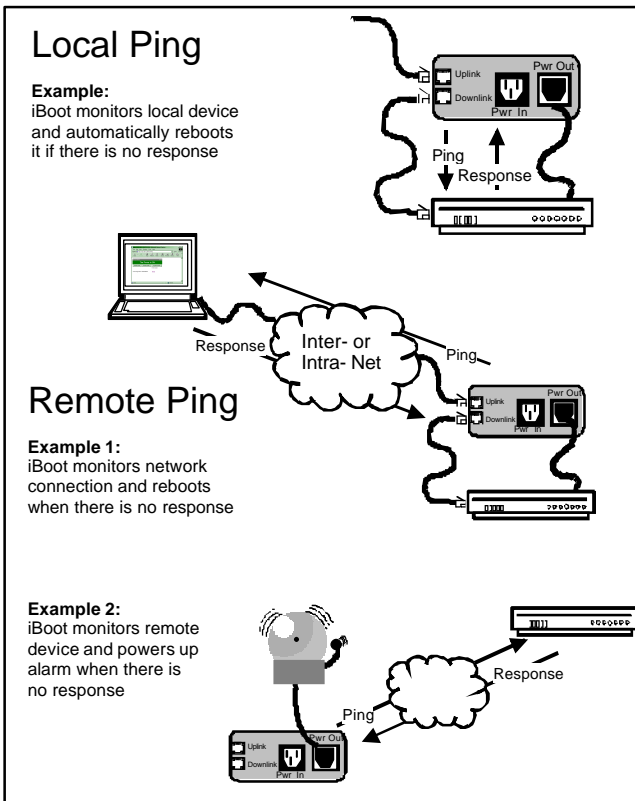 Local Ping
Example:
iBoot monitors local device
and automatically reboots
it if there is no response
Pwr Out
Uplink
Downlink
Pwr In
Ping
Response
Response
Inter- or
Intra- Net
Ping
Pwr Out
Uplink
Downlink
Pwr In
Remote Ping
Example 1:
iBoot monitors network
connection and reboots
when there is no response
Example 2:
iBoot monitors remote
device and powers up
alarm when there is
no response
Response
Ping
Pwr Out
Uplink
Downlink
Pwr In